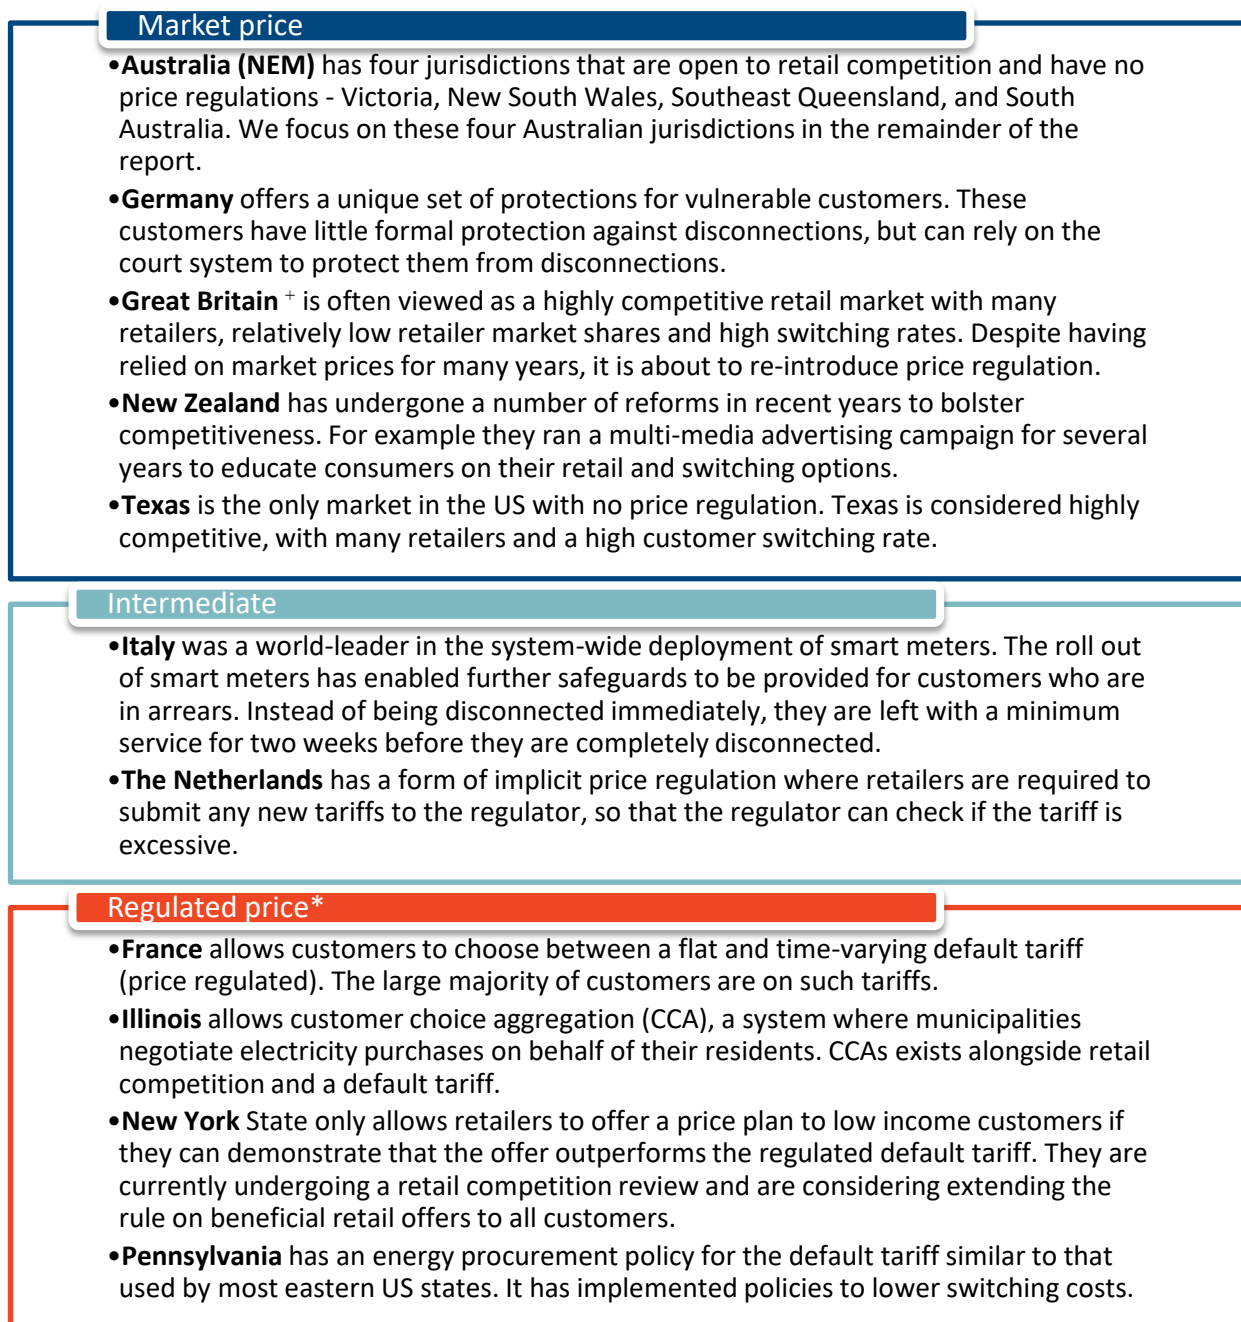 Market price
•Australia (NEM) has four jurisdictions that are open to retail competition and have no
price regulations - Victoria, New South Wales, Southeast Queensland, and South
Australia. We focus on these four Australian jurisdictions in the remainder of the
report.
•Germany offers a unique set of protections for vulnerable customers. These
customers have little formal protection against disconnections, but can rely on the
court system to protect them from disconnections.
•Great Britain + is often viewed as a highly competitive retail market with many
retailers, relatively low retailer market shares and high switching rates. Despite having
relied on market prices for many years, it is about to re-introduce price regulation.
•New Zealand has undergone a number of reforms in recent years to bolster
competitiveness. For example they ran a multi-media advertising campaign for several
years to educate consumers on their retail and switching options.
•Texas is the only market in the US with no price regulation. Texas is considered highly
competitive, with many retailers and a high customer switching rate.
Intermediate
•Italy was a world-leader in the system-wide deployment of smart meters. The roll out
of smart meters has enabled further safeguards to be provided for customers who are
in arrears. Instead of being disconnected immediately, they are left with a minimum
service for two weeks before they are completely disconnected.
•The Netherlands has a form of implicit price regulation where retailers are required to
submit any new tariffs to the regulator, so that the regulator can check if the tariff is
excessive.
Regulated price*
•France allows customers to choose between a flat and time-varying default tariff
(price regulated). The large majority of customers are on such tariffs.
•Illinois allows customer choice aggregation (CCA), a system where municipalities
negotiate electricity purchases on behalf of their residents. CCAs exists alongside retail
competition and a default tariff.
•New York State only allows retailers to offer a price plan to low income customers if
they can demonstrate that the offer outperforms the regulated default tariff. They are
currently undergoing a retail competition review and are considering extending the
rule on beneficial retail offers to all customers.
•Pennsylvania has an energy procurement policy for the default tariff similar to that
used by most eastern US states. It has implemented policies to lower switching costs.